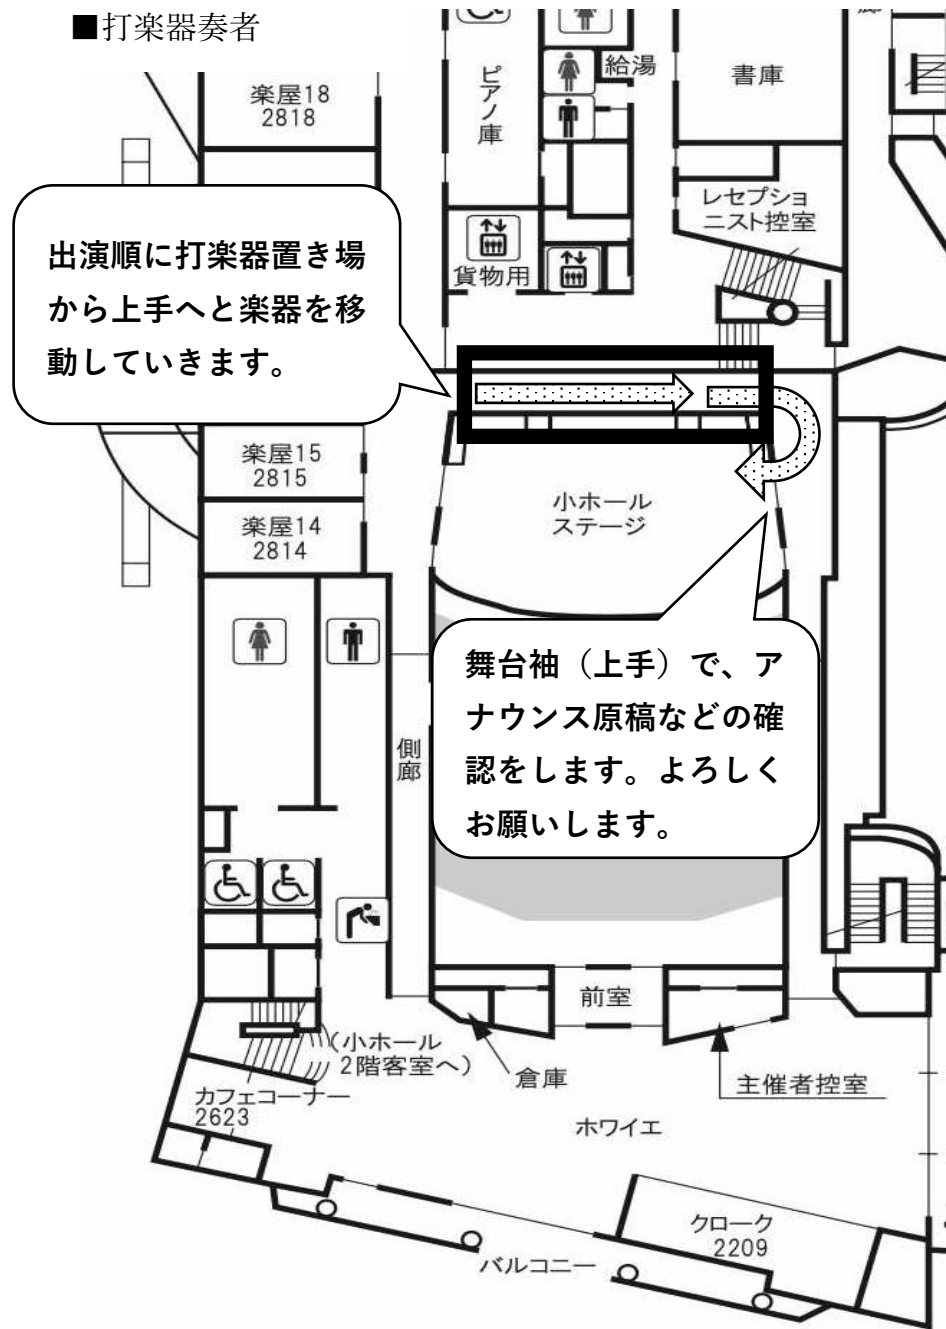 ■打楽器奏者
給湯
書庫
ピアノ庫
楽屋18
2818
レセプショ
ニスト控室
貨物用
出演順に打楽器置き場
から上手へと楽器を移
動していきます。
楽屋15
2815
楽屋14
2814
小ホール
ステージ
舞台袖（上手）で、ア
ナウンス原稿などの確
認をします。よろしく
お願いします。
側廊
前室
(小ホール
2階客室へ)
倉庫
主催者控室
カフェコーナー
2623
ホワイエ
クローク
2209
バルコニー